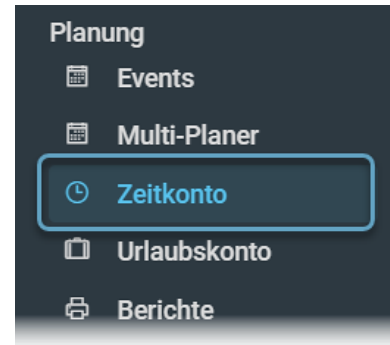 Planung
Events
Multi-Planer
Zeitkonto
Urlaubskonto
Berichte